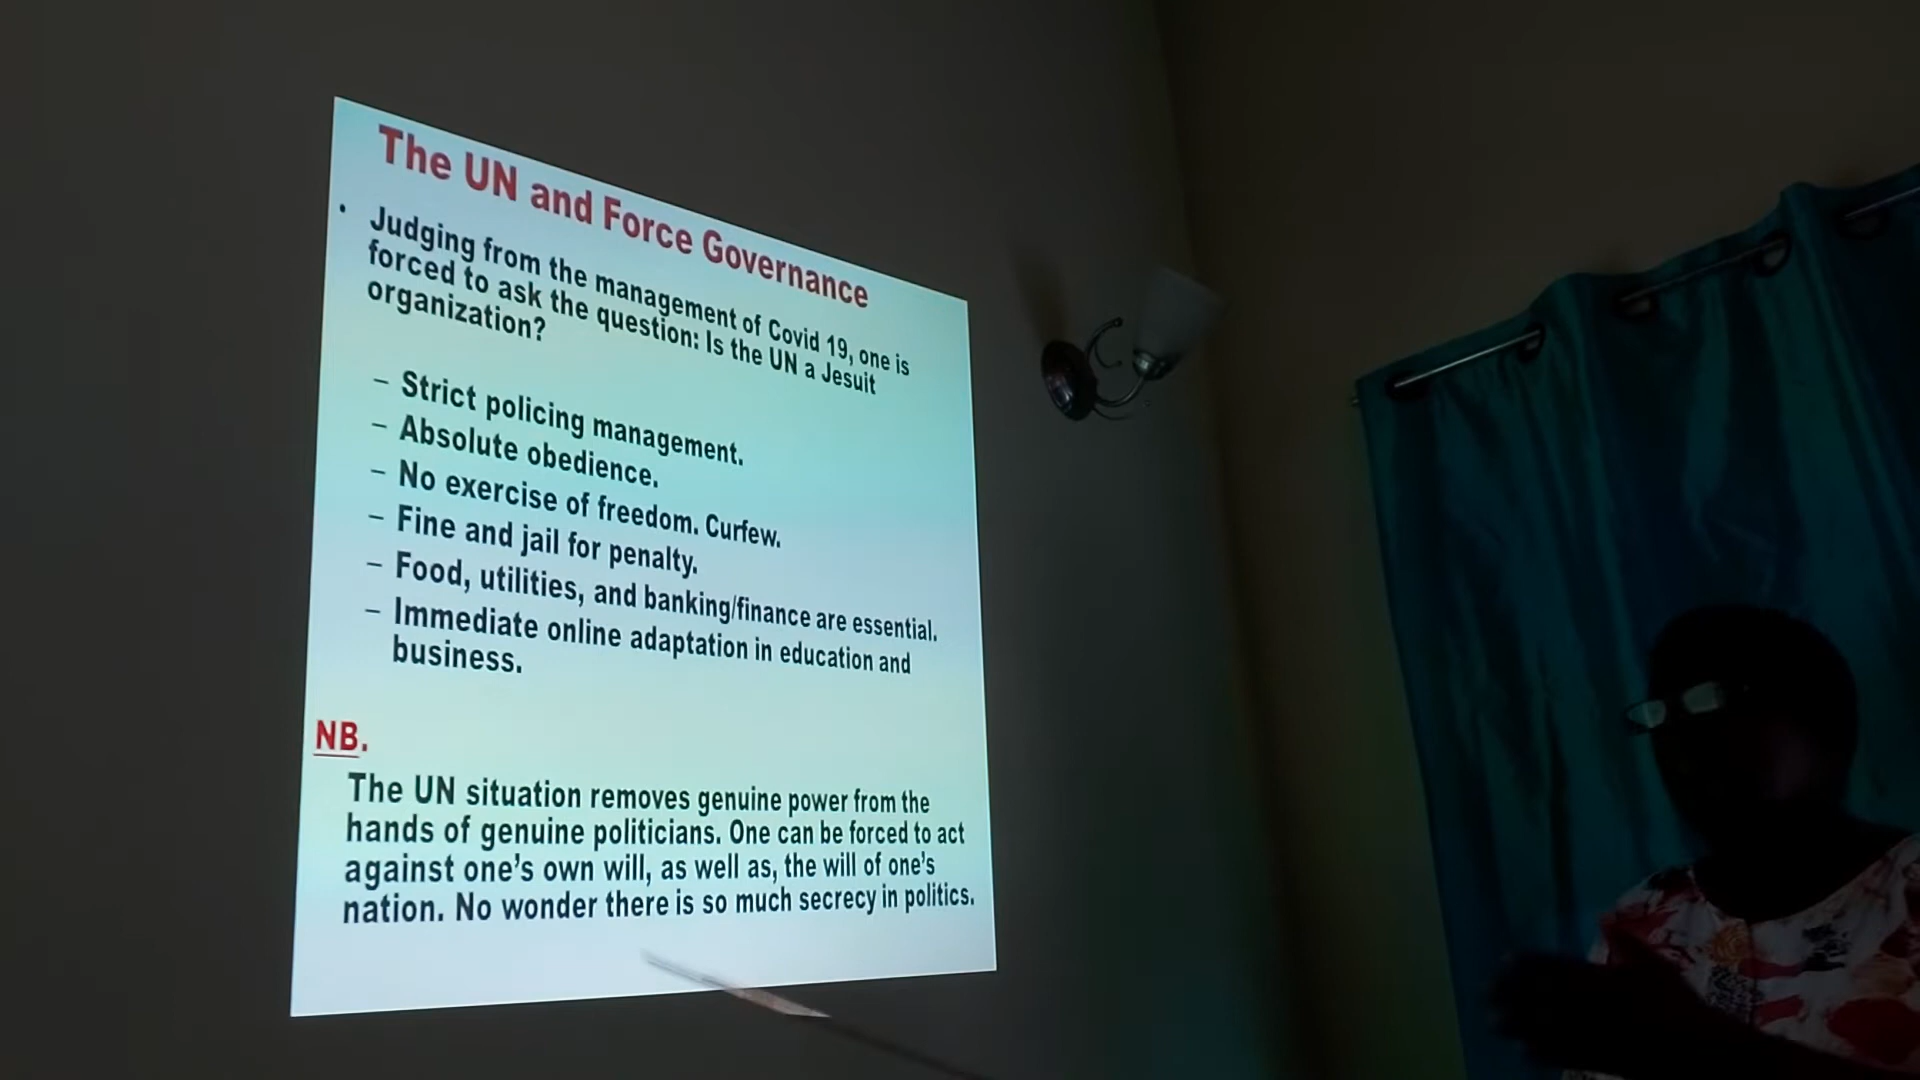 The UN and Force Governance
• Judging from the management of Covid 19, one is
forced to ask the question: Is the UN a Jesuit
organization?
– Strict policing management.
– Absolute obedience.
– No exercise of freedom. Curfew.
– Fine and jail for penalty.
– Food, utilities, and banking/finance are essential.
– Immediate online adaptation in education and
business.
NB.
The UN situation removes genuine power from the
hands of genuine politicians. One can be forced to act
against one's own will, as well as, the will of one's
nation. No wonder there is so much secrecy in politics.